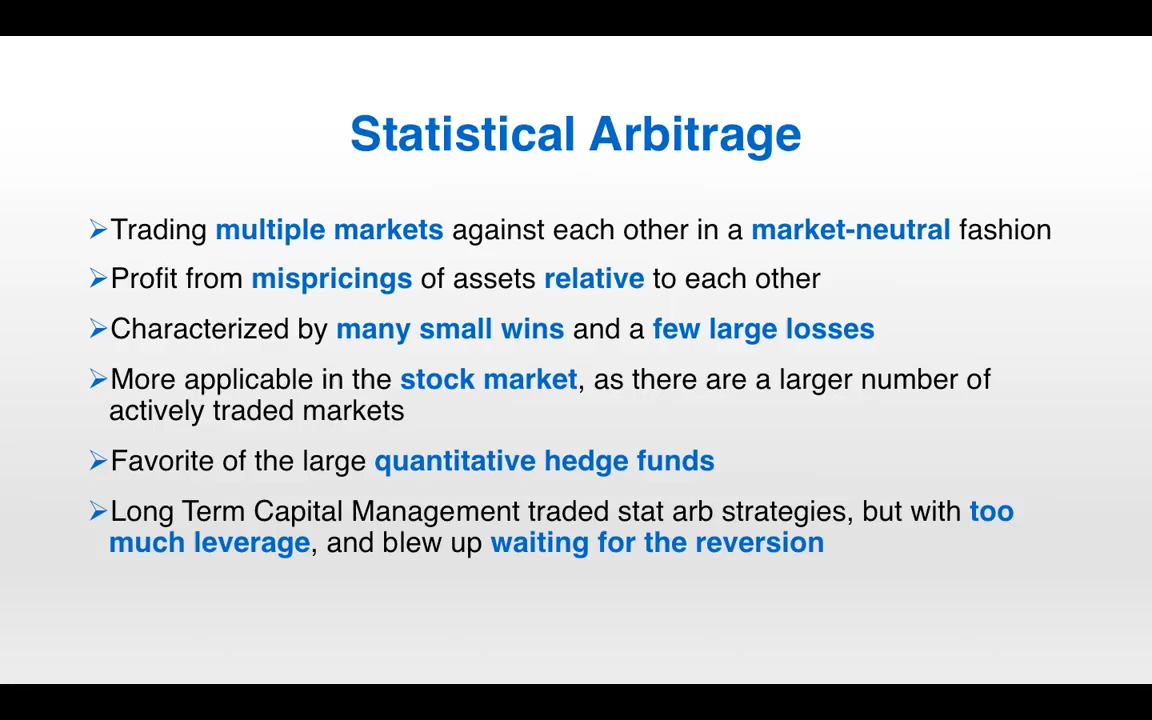 Statistical Arbitrage
➢Trading multiple markets against each other in a market-neutral fashion
➢Profit from mispricings of assets relative to each other
➢Characterized by many small wins and a few large losses
➢More applicable in the stock market, as there are a larger number of
actively traded markets
➢Favorite of the large quantitative hedge funds
➢Long Term Capital Management traded stat arb strategies, but with too
much leverage, and blew up waiting for the reversion